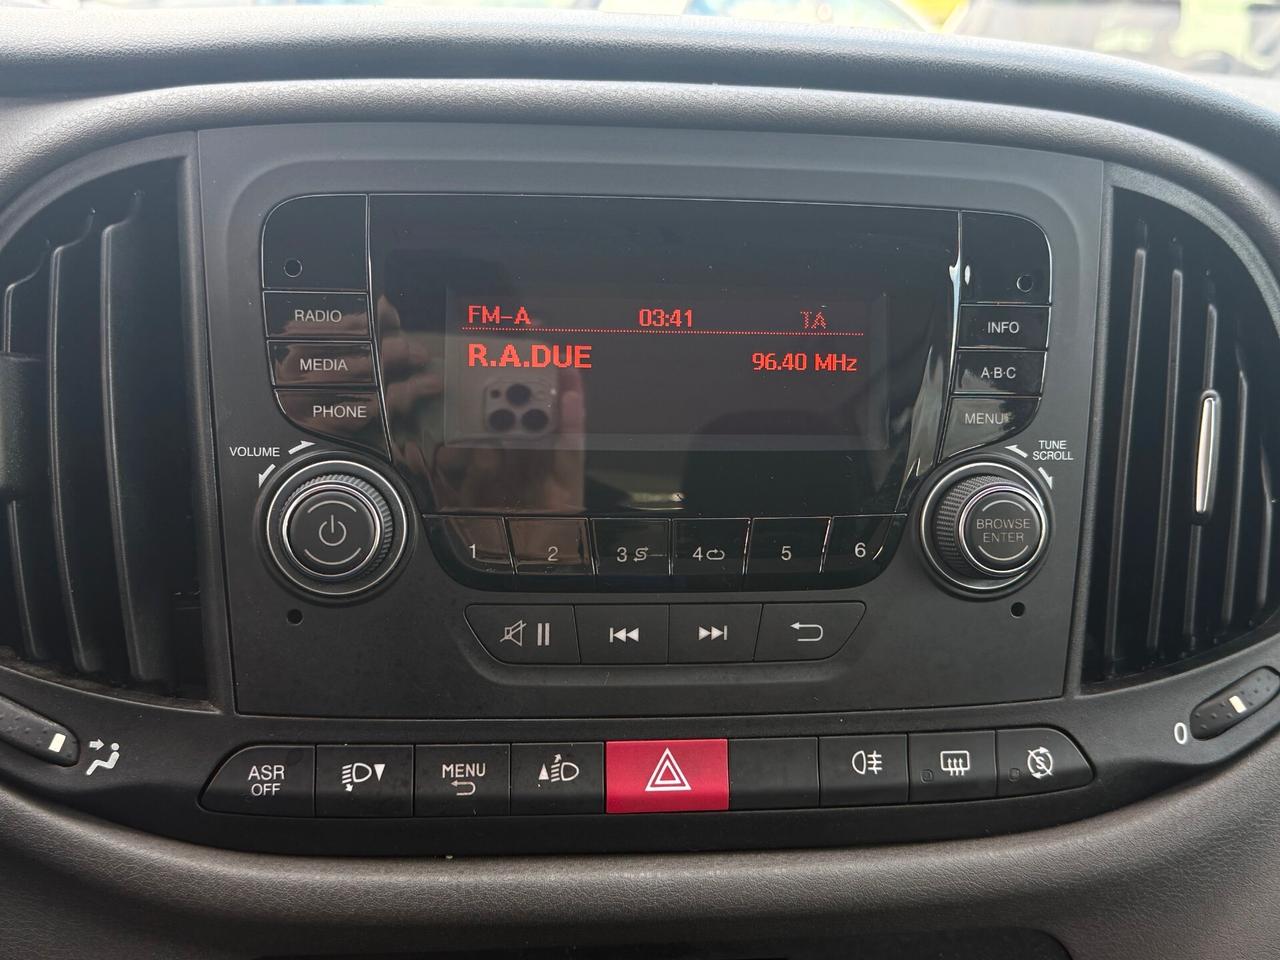 FM-A 03:41 TA
R.A.DUE 96.40 MHz
RADIO
MEDIA
PHONE
INFO
A·B·C
MENU
VOLUME
TUNE
SCROLL
BROWSE
ENTER
1 2 3 4 5 6
ASR
OFF
MENU
0